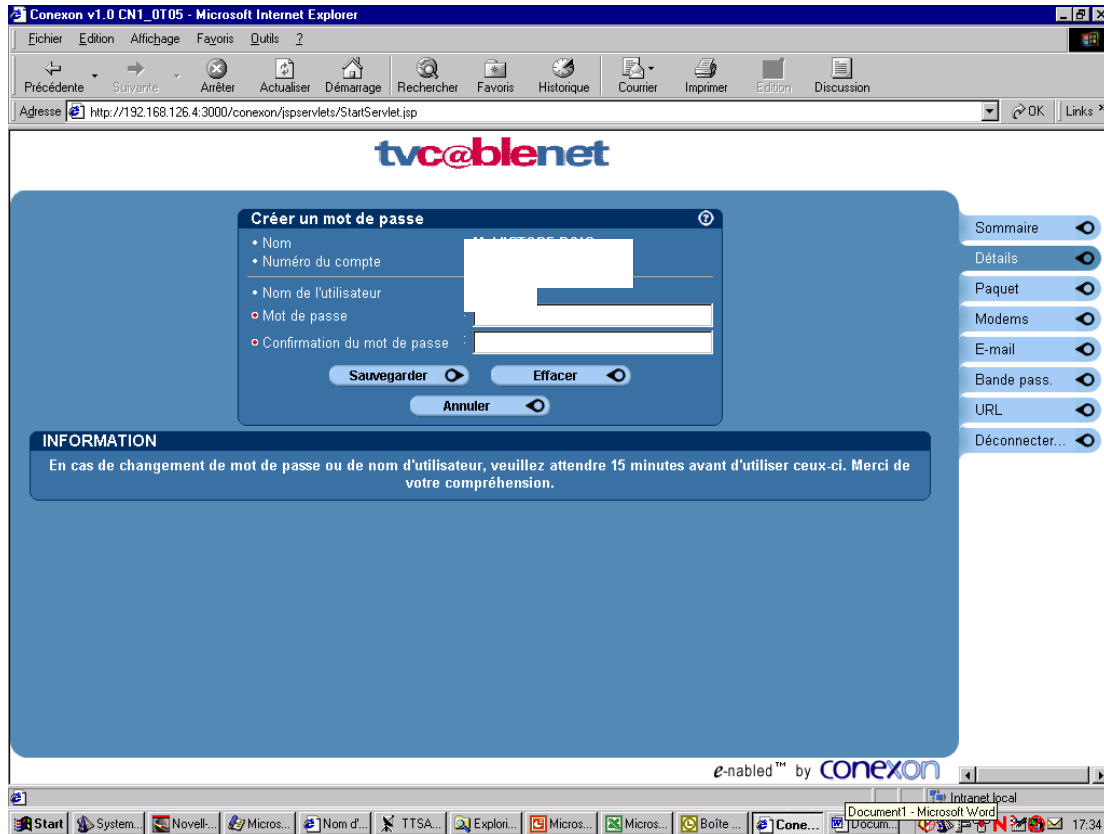 Conexon v1.0 CN1_0T05 - Microsoft Internet Explorer
Fichier Edition Affichage Favoris Outils ?
Précédente Suivante Arrêter Actualiser Démarrage Rechercher Favoris Historique Courrier Imprimer Edition Discussion
Adresse http://192.168.126.4:3000/conexon/jspservlets/StartServlet.jsp OK Links »
tvc@blenet
Créer un mot de passe ?
• Nom
• Numéro du compte
• Nom de l'utilisateur
• Mot de passe :
• Confirmation du mot de passe :
Sauvegarder Effacer
Annuler
INFORMATION
En cas de changement de mot de passe ou de nom d'utilisateur, veuillez attendre 15 minutes avant d'utiliser ceux-ci. Merci de
votre compréhension.
Sommaire
Détails
Paquet
Modems
E-mail
Bande pass.
URL
Déconnecter...
e-nabled™ by conexon
Intranet local
Document1 - Microsoft Word
Start System... Novell-... Micros... Nom d'... TTSA... Explori... Micros... Micros... Boîte ... Cone... Docum... 17:34